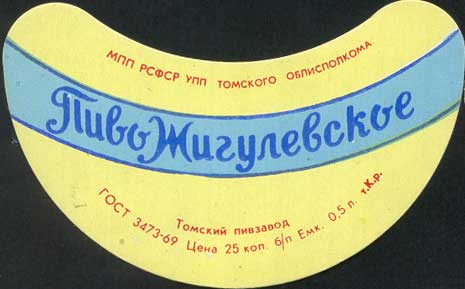 МПП РСФСР УПП ТОМСКОГО ОБЛИСПОЛКОМА
Пиво Жигулевское
Томский пивзавод
ГОСТ 3473-69 Цена 25 коп. б/п Емк. 0,5 л. т.к.р.